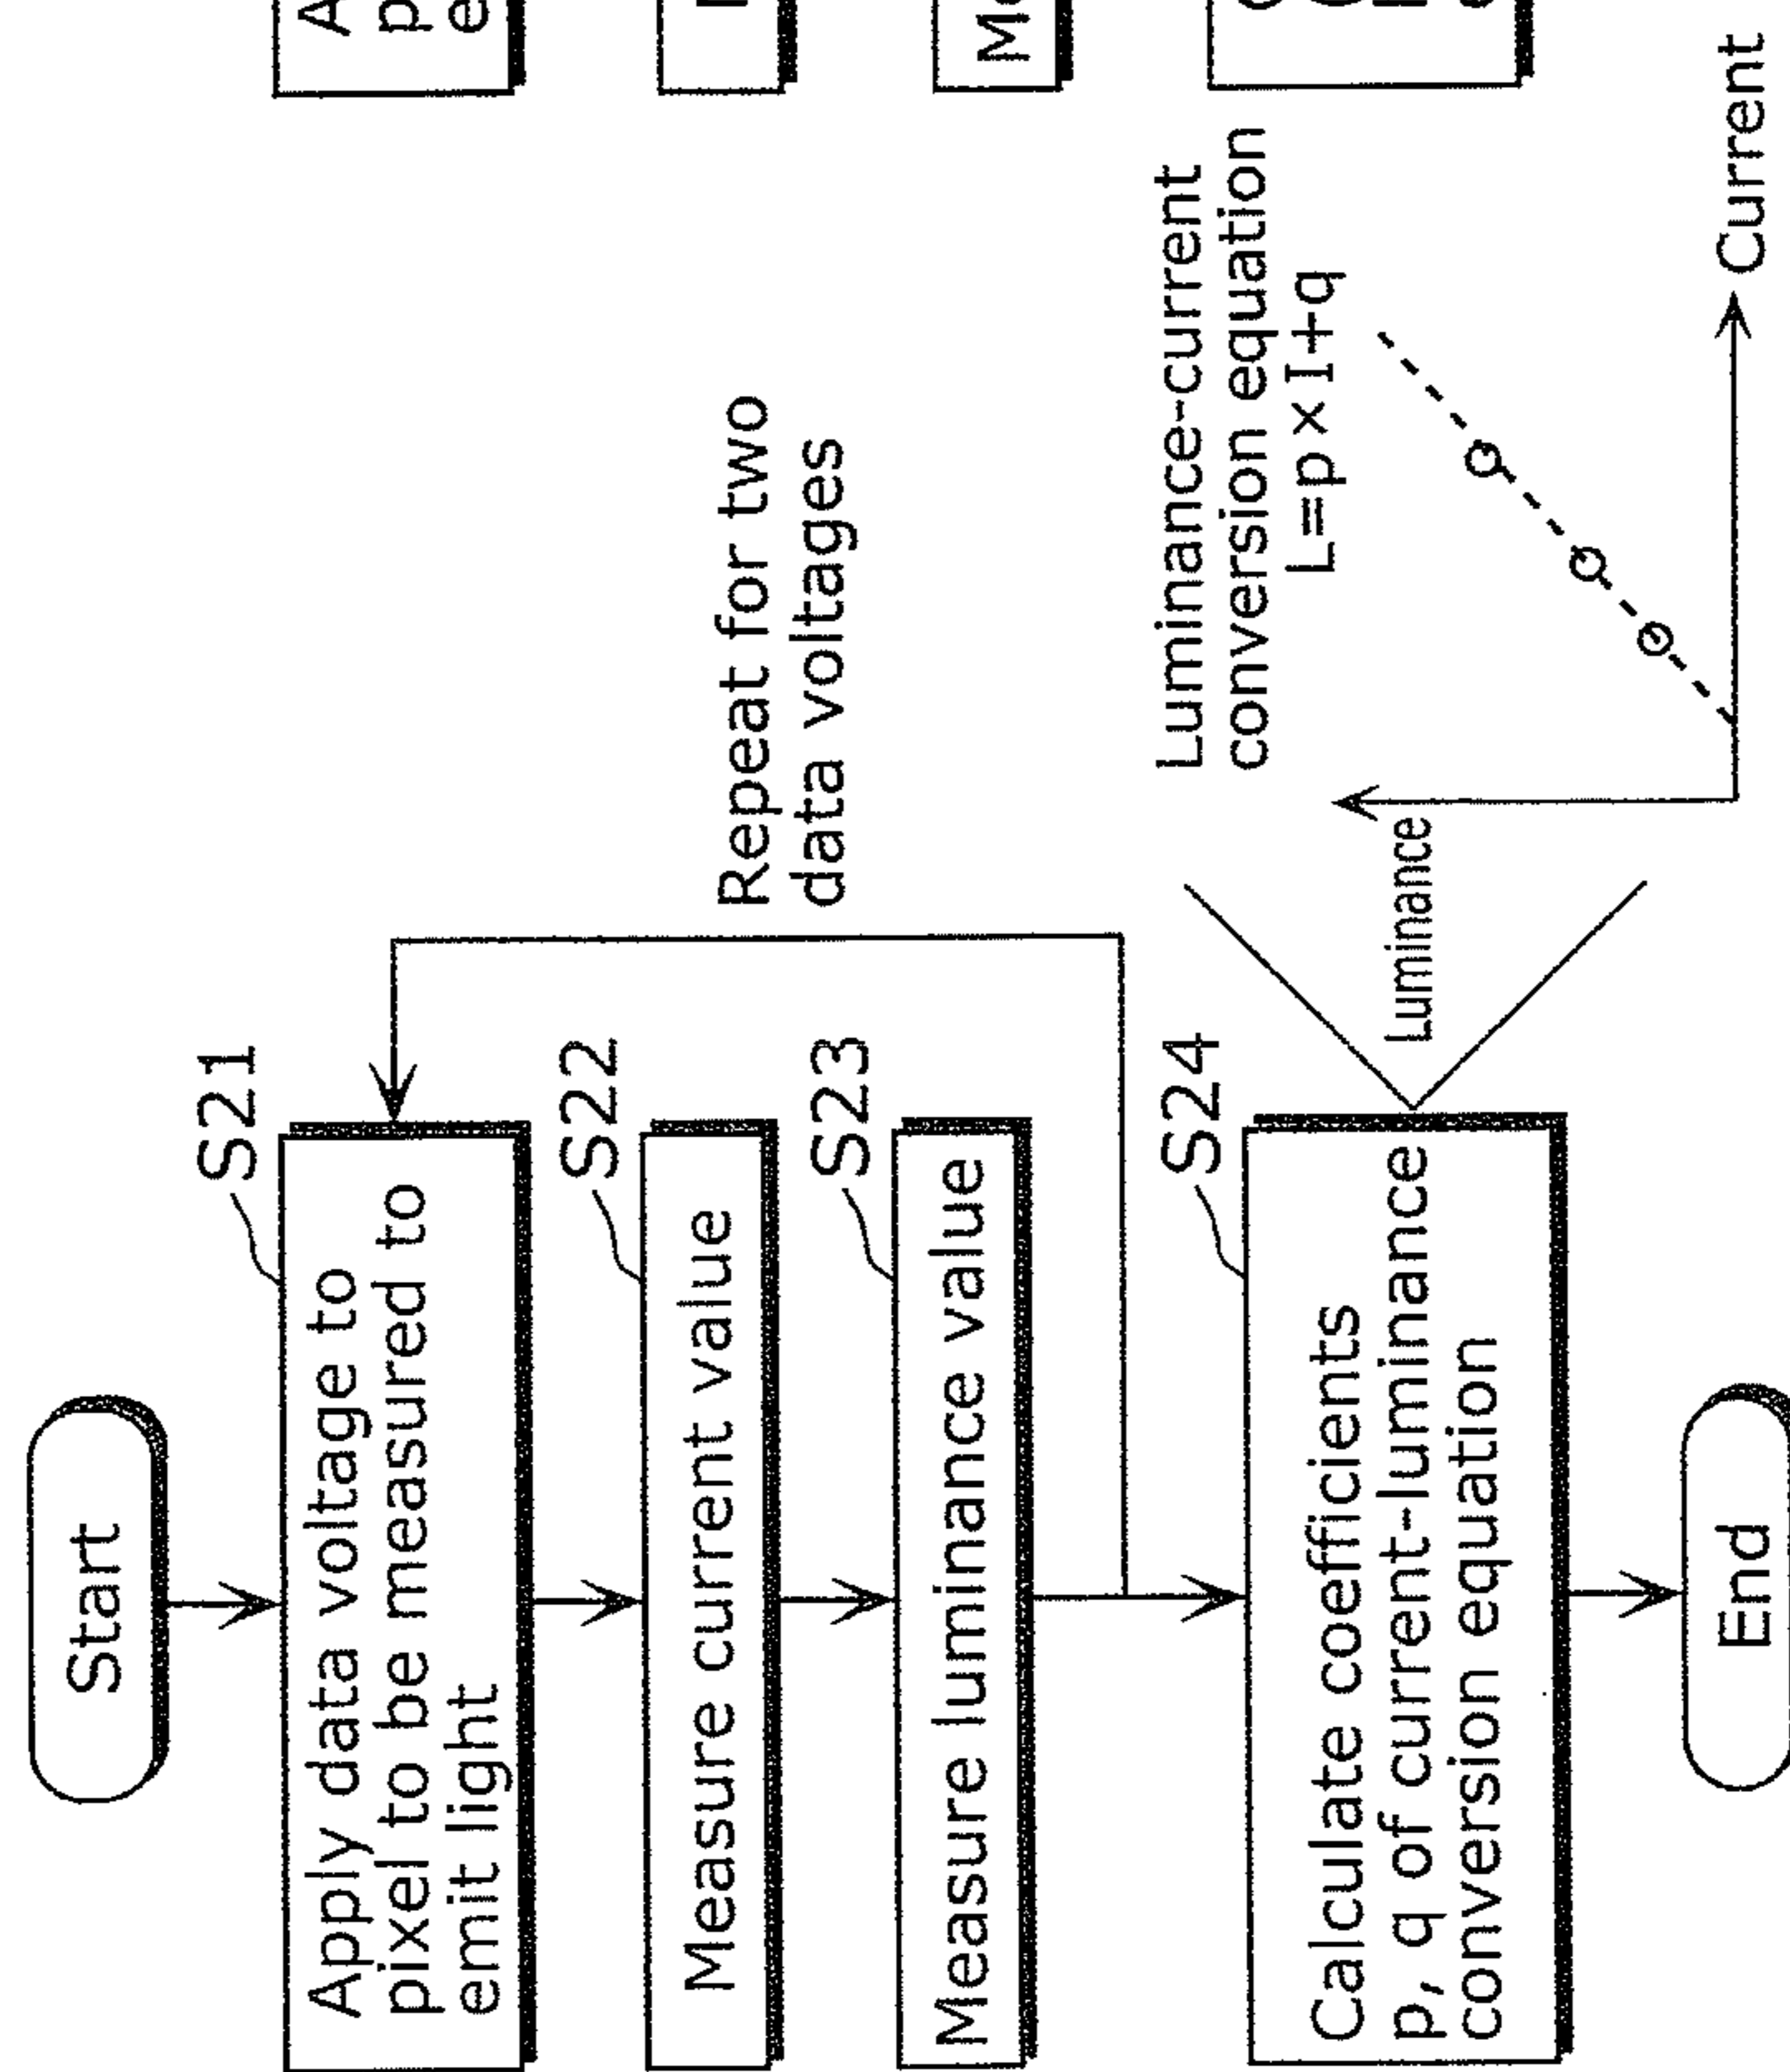 Start
S21
Apply data voltage to
pixel to be measured to
emit light
S22
Measure current value
S23
Measure luminance value
Repeat for two
data voltages
S24
Calculate coefficients
p, q of current-luminance
conversion equation
End
Luminance
Luminance-current
conversion equation
L=p×I+q
Current